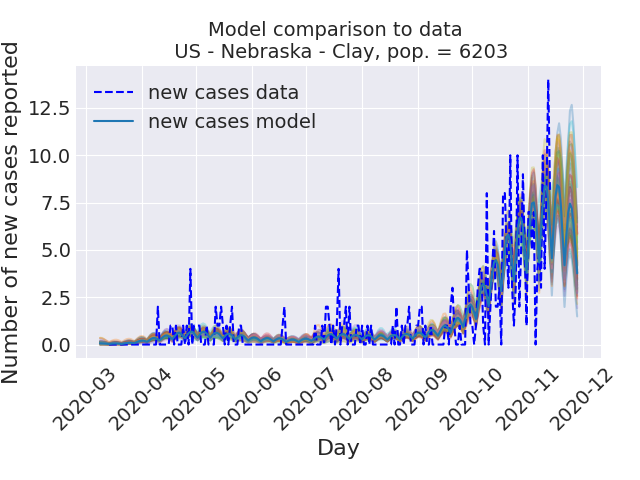 Model comparison to data
US - Nebraska - Clay, pop. = 6203
Number of new cases reported
12.5
10.0
7.5
5.0
2.5
0.0
new cases data
new cases model
2020-03
2020-04
2020-05
2020-06
2020-07
2020-08
2020-09
2020-10
2020-11
2020-12
Day